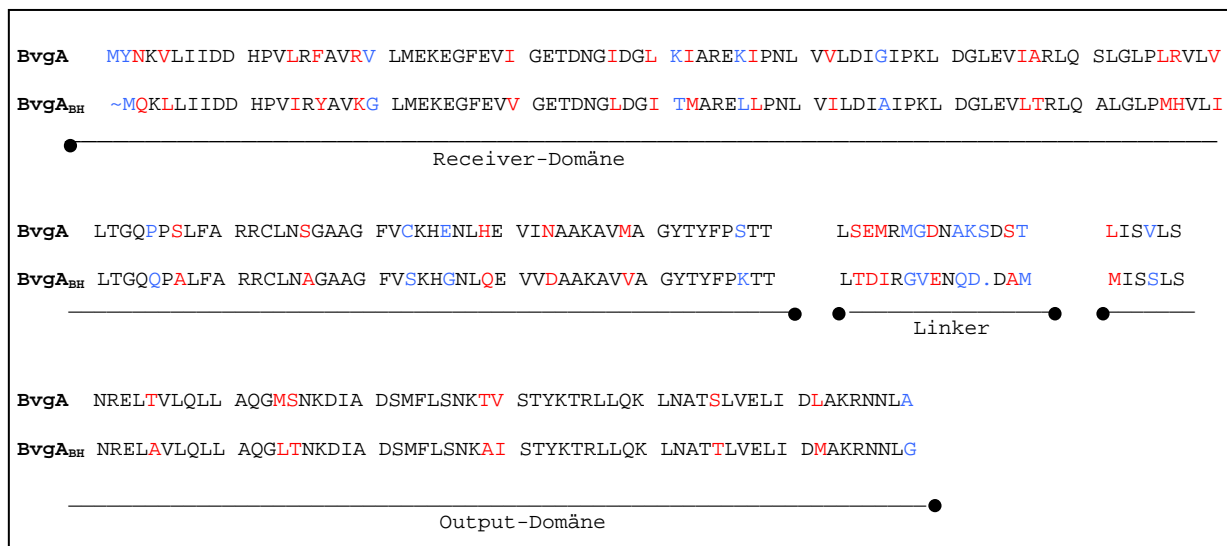 BvgA MYNKVLIIDD HPVLRFAVRV LMEKEGFEVI GETDNGIDGL KIAREKIPNL VVLDIGIPKL DGLEVIARLQ SLGLPLRVLV
BvgABH ~MQKLLIIDD HPVIRYAVKG LMEKEGFEVV GETDNGLDGI TMARELLPNL VILDIAIPKL DGLEVLTRLQ ALGLPMHVLI
Receiver-Domäne
BvgA LTGQPPSLFA RRCLNSGAAG FVCKHENLHE VINAAKAVMA GYTYFPSTT LSEMRMGDNAKSDST LISVLS
BvgABH LTGQQPALFA RRCLNAGAAG FVSKHGNLQE VVDAAKAVVA GYTYFPKTT LTDIRGVENQD.DAM MISSLS
Linker
BvgA NRELTVLQLL AQGMSNKDIA DSMFLSNKTV STYKTRLLQK LNATSLVELI DLAKRNNLA
BvgABH NRELAVLQLL AQGLTNKDIA DSMFLSNKAI STYKTRLLQK LNATTLVELI DMAKRNNLG
Output-Domäne